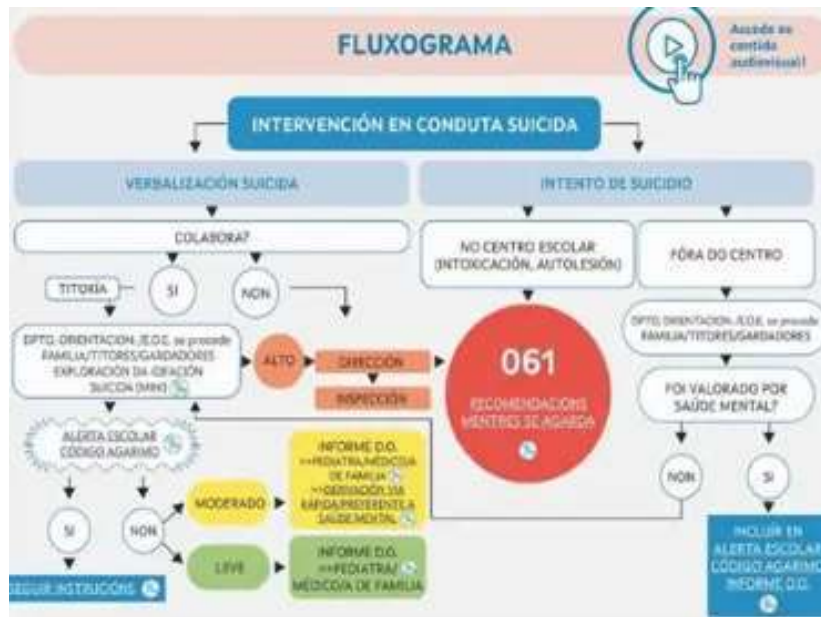 FLUXOGRAMA
Accede ao
contido
audiovisual!
INTERVENCIÓN EN CONDUTA SUICIDA
VERBALIZACIÓN SUICIDA
INTENTO DE SUICIDIO
COLABORA?
NO CENTRO ESCOLAR
(INTOXICACIÓN, AUTOLESIÓN)
FÓRA DO CENTRO
TITORÍA
SI
NON
DPTO. ORIENTACION /E.O.E. se procede
FAMILIA/TITORES/GARDADORES
EXPLORACIÓN DA IDEACIÓN
SUICIDA (MINI)
ALTO
DIRECCIÓN
INSPECCIÓN
061
RECOMENDACIONS
MENTRES SE AGARDA
DPTO. ORIENTACION /E.O.E. se procede
FAMILIA/TITORES/GARDADORES
FOI VALORADO POR
SAÚDE MENTAL?
NON
SI
ALERTA ESCOLAR
CÓDIGO AGARIMO
SI
NON
MODERADO
INFORME D.O.
=>PEDIATRA/MÉDICO/A
DE FAMILIA
=>DERIVACIÓN VIA
RÁPIDA/PREFERENTE A
SAÚDE MENTAL
LEVE
INFORME D.O.
=>PEDIATRA/
MÉDICO/A DE FAMILIA
SEGUIR INSTRUCIÓNS
INCLUÍR EN
ALERTA ESCOLAR
CÓDIGO AGARIMO
INFORME D.O.